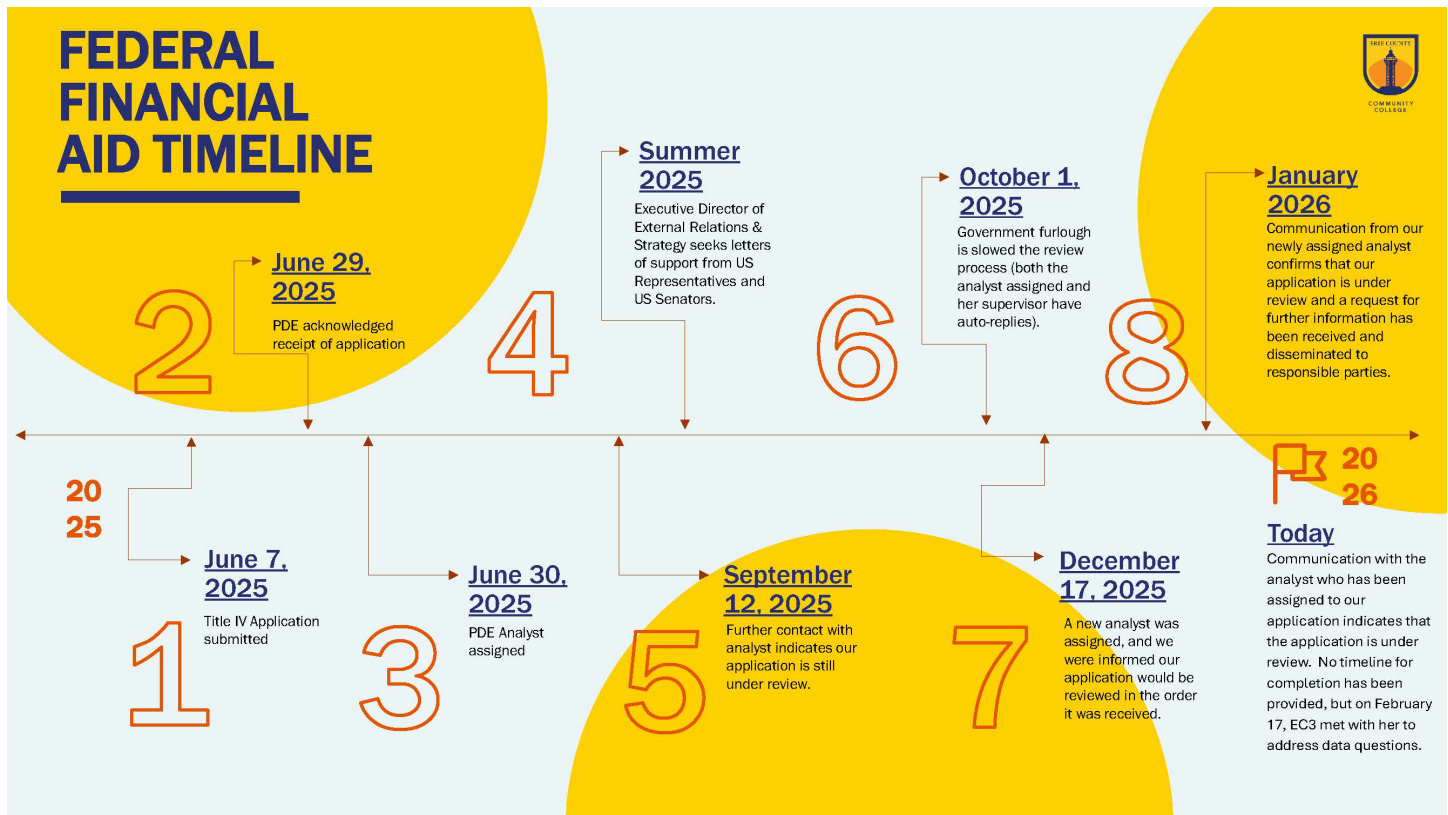 FEDERAL
FINANCIAL
AID TIMELINE
ERIE COUNTY
COMMUNITY
COLLEGE
20
25
1
June 7,
2025
Title IV Application
submitted
2
June 29,
2025
PDE acknowledged
receipt of application
3
June 30,
2025
PDE Analyst
assigned
4
Summer
2025
Executive Director of
External Relations &
Strategy seeks letters
of support from US
Representatives and
US Senators.
5
September
12, 2025
Further contact with
analyst indicates our
application is still
under review.
6
October 1,
2025
Government furlough
is slowed the review
process (both the
analyst assigned and
her supervisor have
auto-replies).
7
December
17, 2025
A new analyst was
assigned, and we
were informed our
application would be
reviewed in the order
it was received.
8
January
2026
Communication from our
newly assigned analyst
confirms that our
application is under
review and a request for
further information has
been received and
disseminated to
responsible parties.
20
26
Today
Communication with the
analyst who has been
assigned to our
application indicates that
the application is under
review.  No timeline for
completion has been
provided, but on February
17, EC3 met with her to
address data questions.